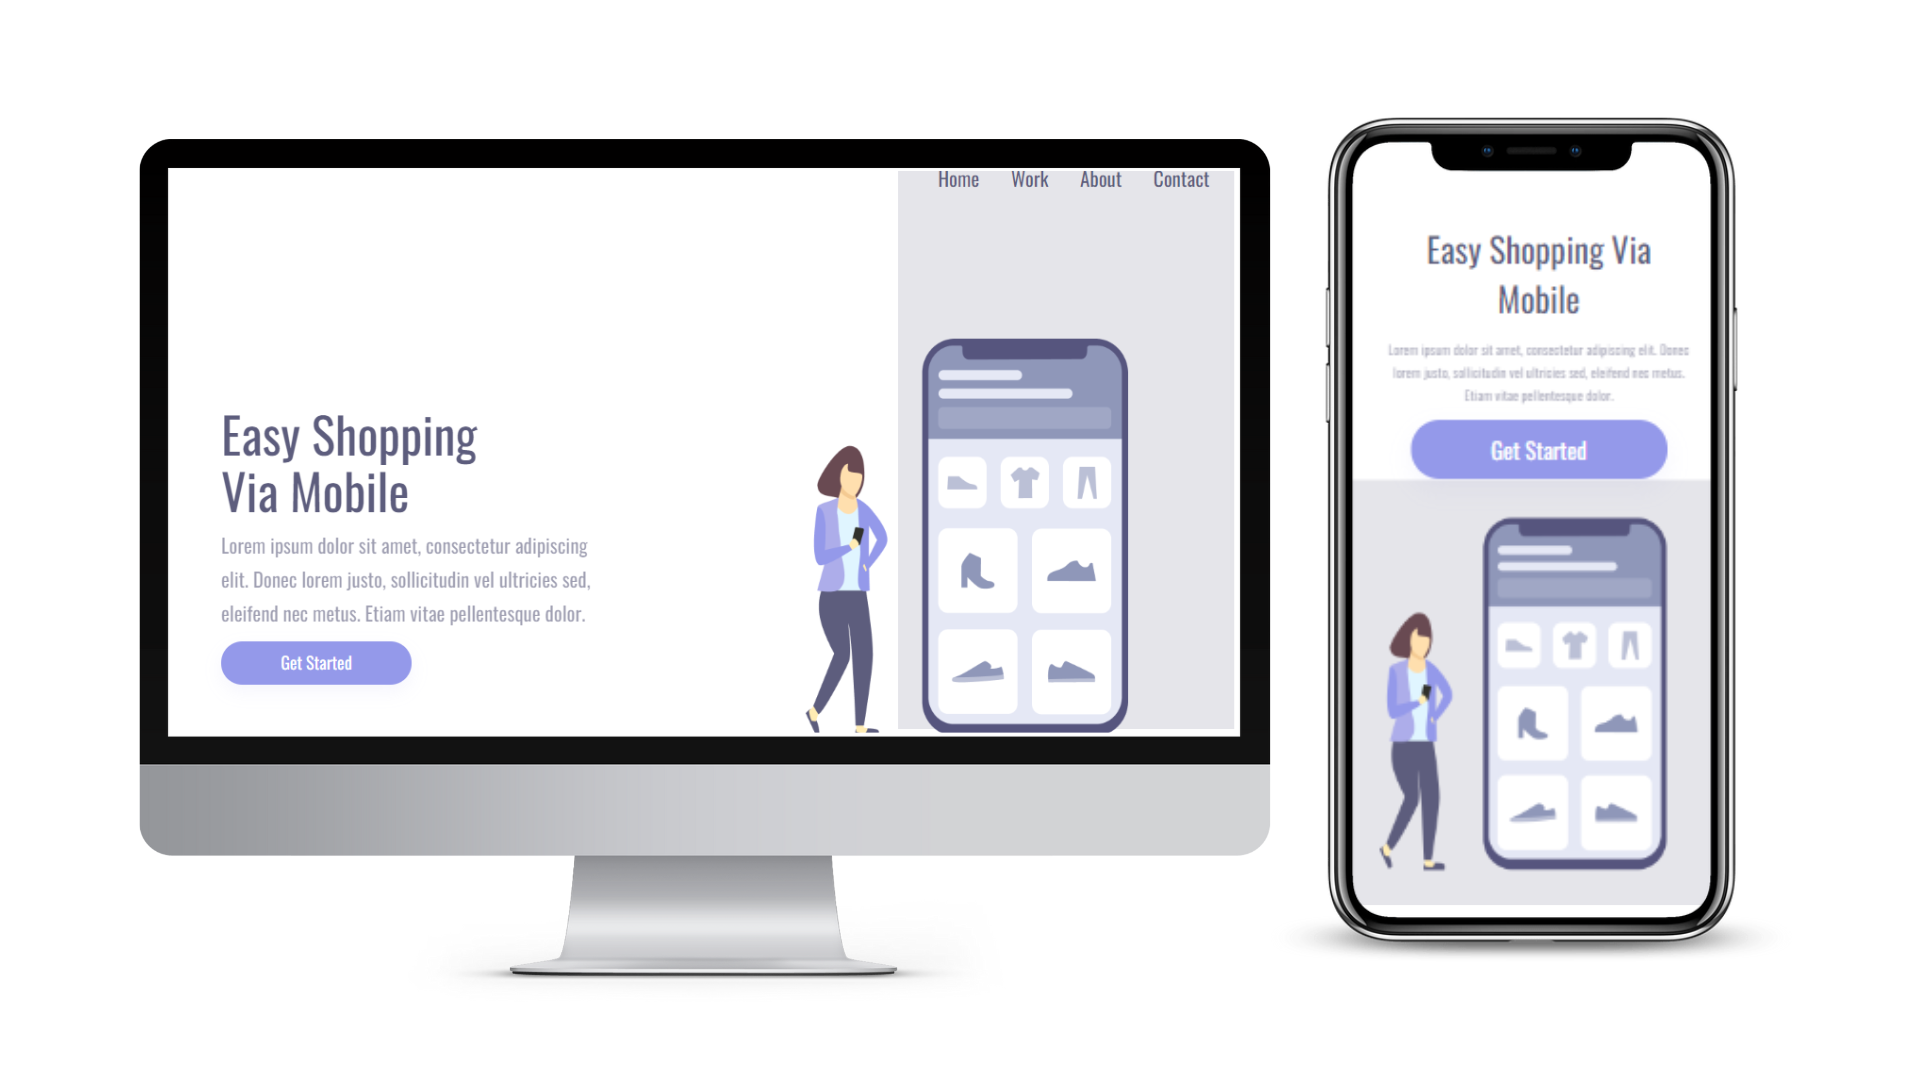 Home Work About Contact
Easy Shopping
Via Mobile
Lorem ipsum dolor sit amet, consectetur adipiscing
elit. Donec lorem justo, sollicitudin vel ultricies sed,
eleifend nec metus. Etiam vitae pellentesque dolor.
Get Started
Easy Shopping Via
Mobile
Lorem ipsum dolor sit amet, consectetur adipiscing elit. Donec
lorem justo, sollicitudin vel ultricies sed, eleifend nec metus.
Etiam vitae pellentesque dolor.
Get Started